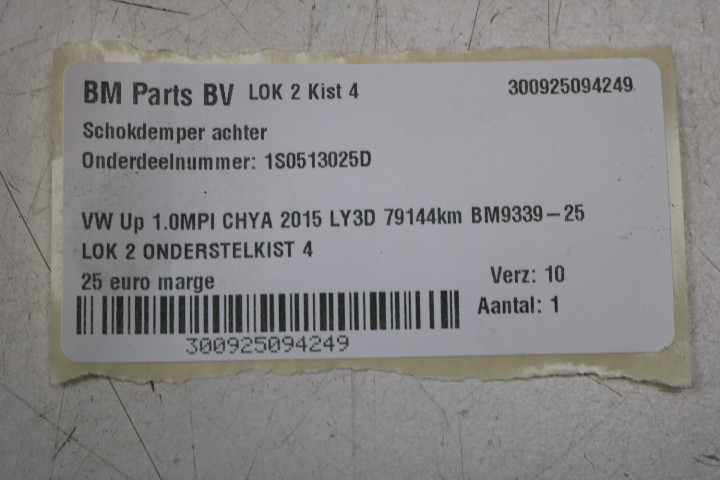 BM Parts BV LOK 2 Kist 4 300925094249
Schokdemper achter
Onderdeelnummer: 1S0513025D
VW Up 1.0MPI CHYA 2015 LY3D 79144km BM9339-25
LOK 2 ONDERSTELKIST 4
25 euro marge Verz: 10
Aantal: 1
300925094249